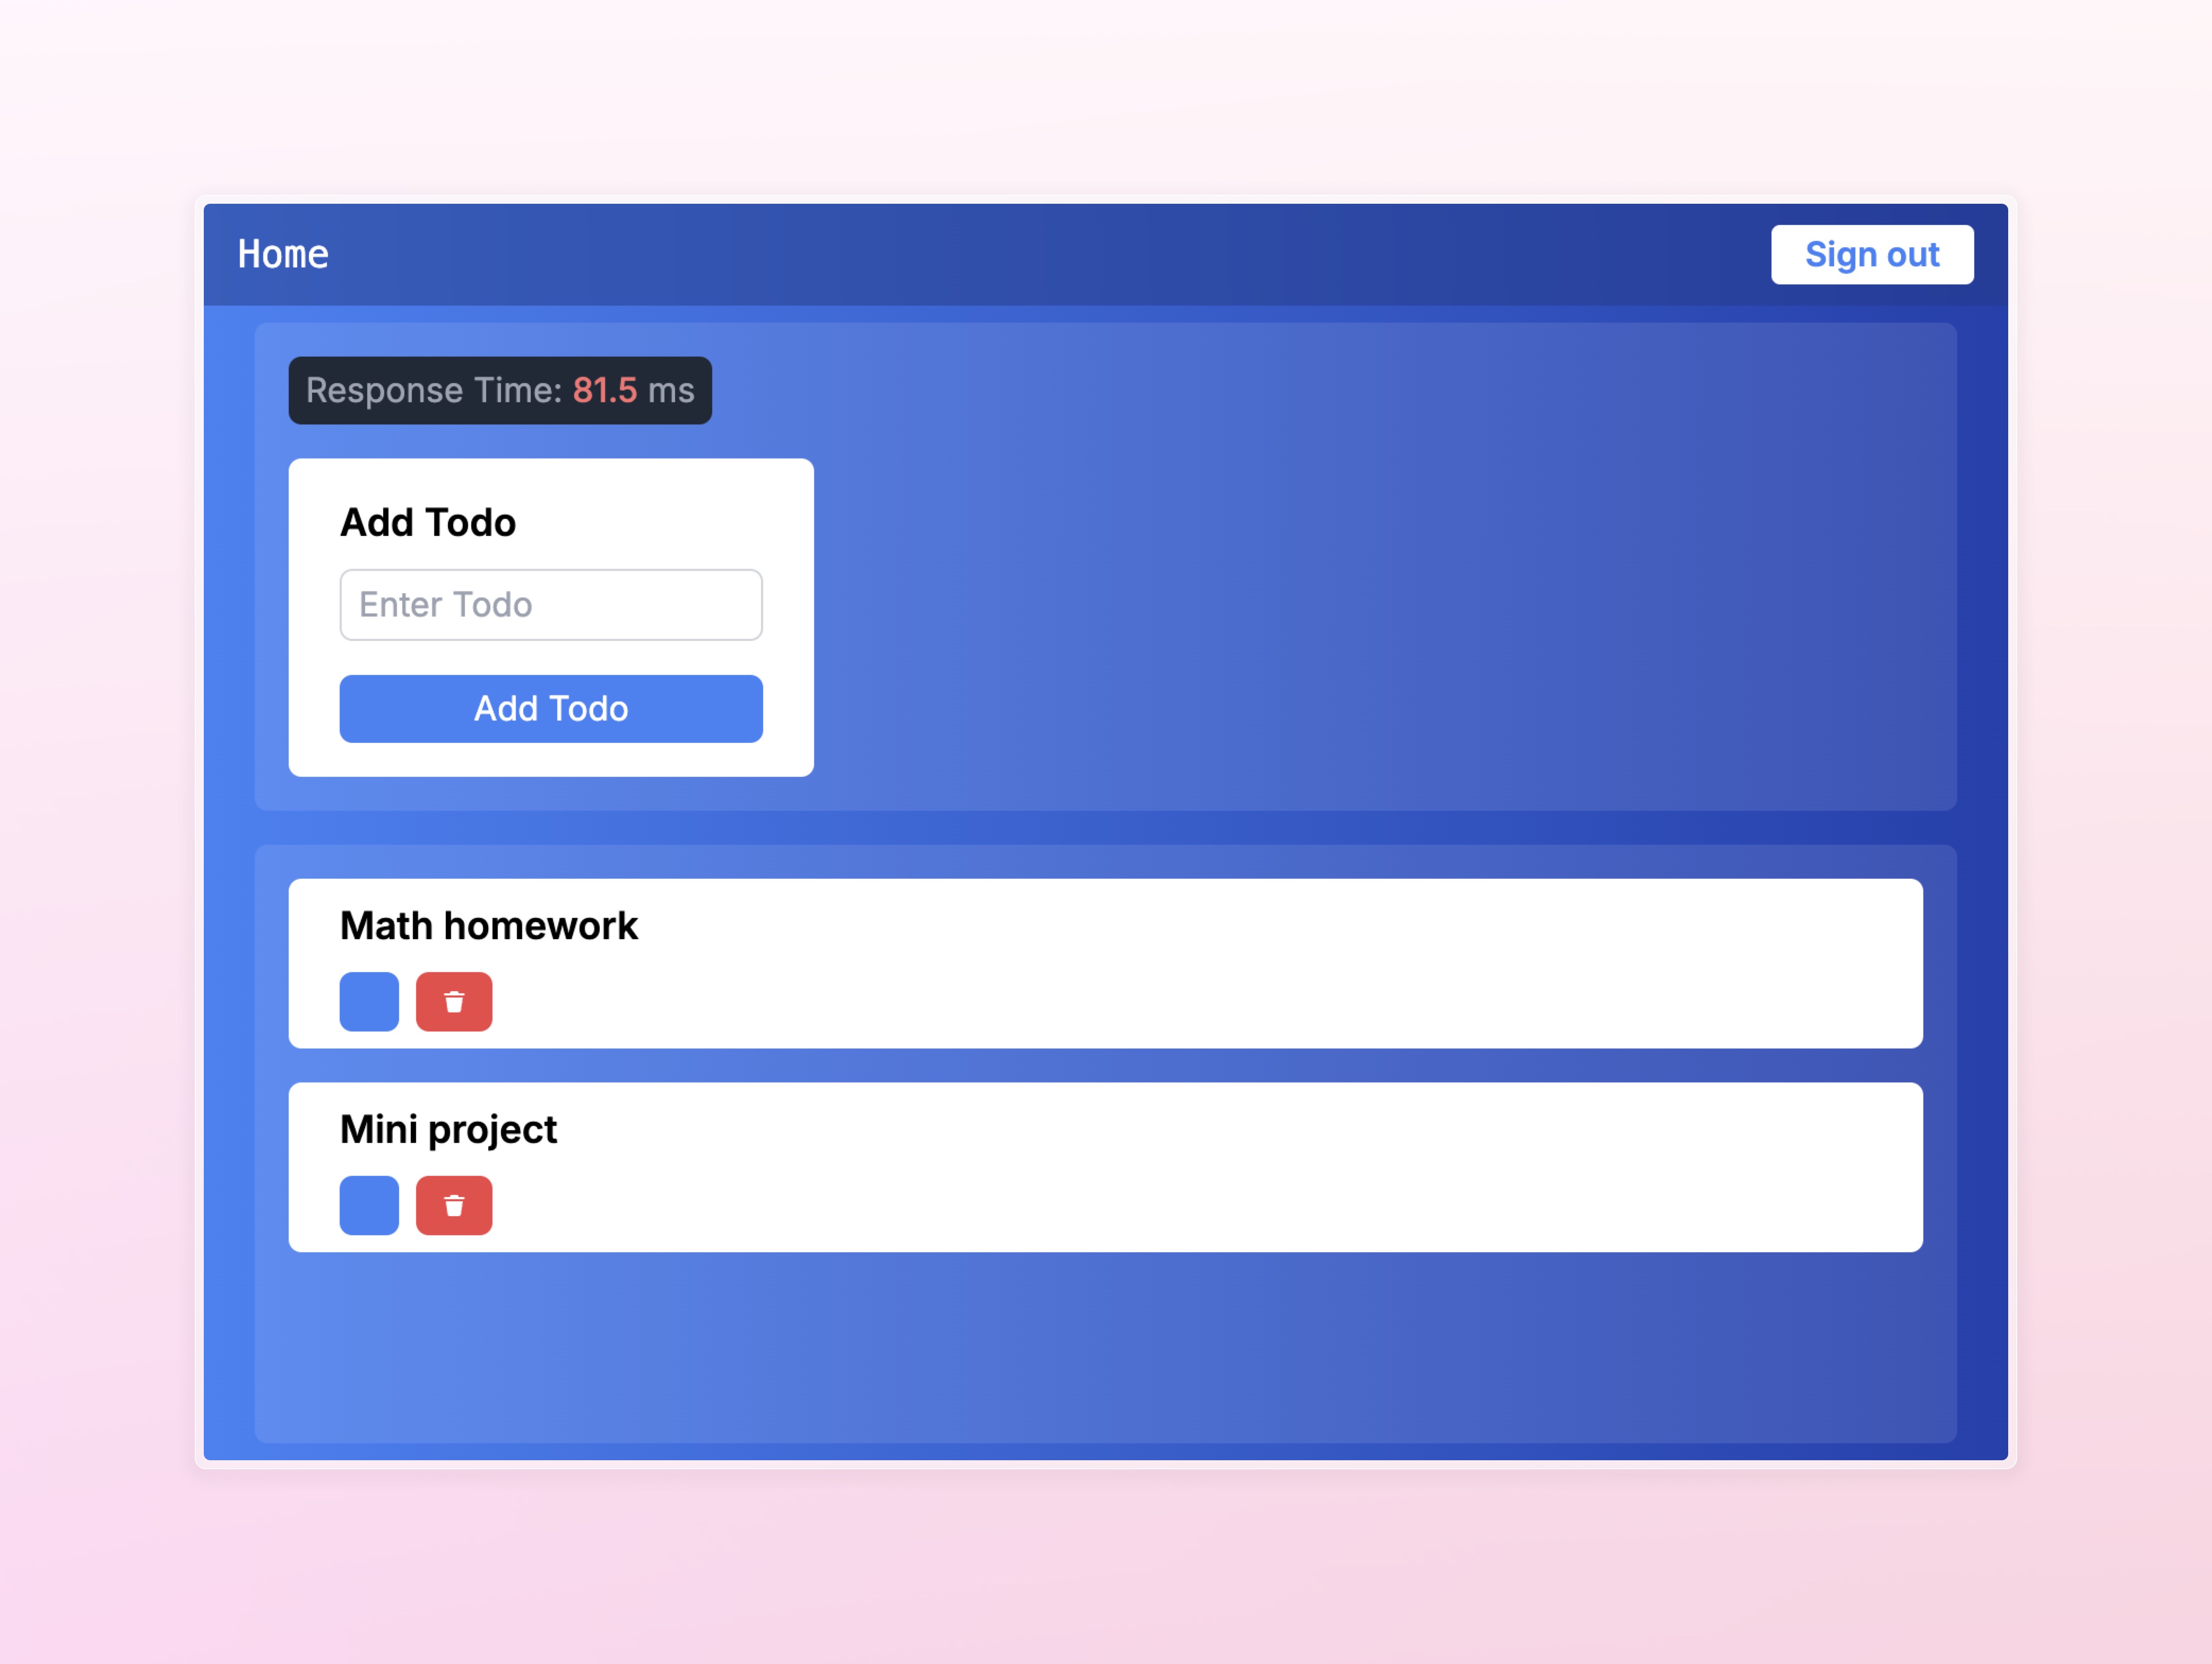 Home
Sign out
Response Time: 81.5 ms
Add Todo
Enter Todo
Add Todo
Math homework
Mini project